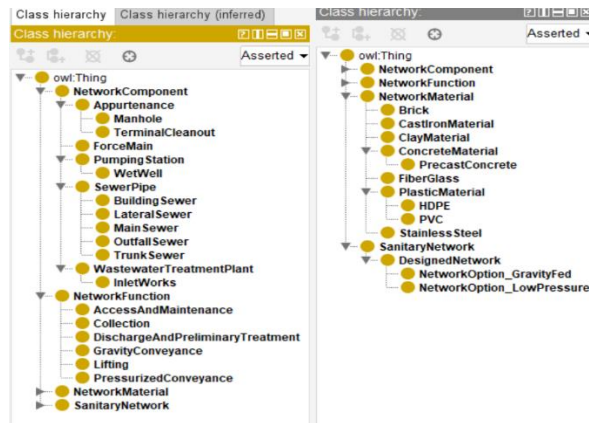 Class hierarchy
Class hierarchy (inferred)
Class hierarchy:
Asserted
owl:Thing
NetworkComponent
Appurtenance
Manhole
TerminalCleanout
ForceMain
PumpingStation
WetWell
SewerPipe
BuildingSewer
LateralSewer
MainSewer
OutfallSewer
TrunkSewer
WastewaterTreatmentPlant
InletWorks
NetworkFunction
AccessAndMaintenance
Collection
DischargeAndPreliminaryTreatment
GravityConveyance
Lifting
PressurizedConveyance
NetworkMaterial
SanitaryNetwork
Class hierarchy:
Asserted
owl:Thing
NetworkComponent
NetworkFunction
NetworkMaterial
Brick
CastIronMaterial
ClayMaterial
ConcreteMaterial
PrecastConcrete
FiberGlass
PlasticMaterial
HDPE
PVC
StainlessSteel
SanitaryNetwork
DesignedNetwork
NetworkOption_GravityFed
NetworkOption_LowPressure